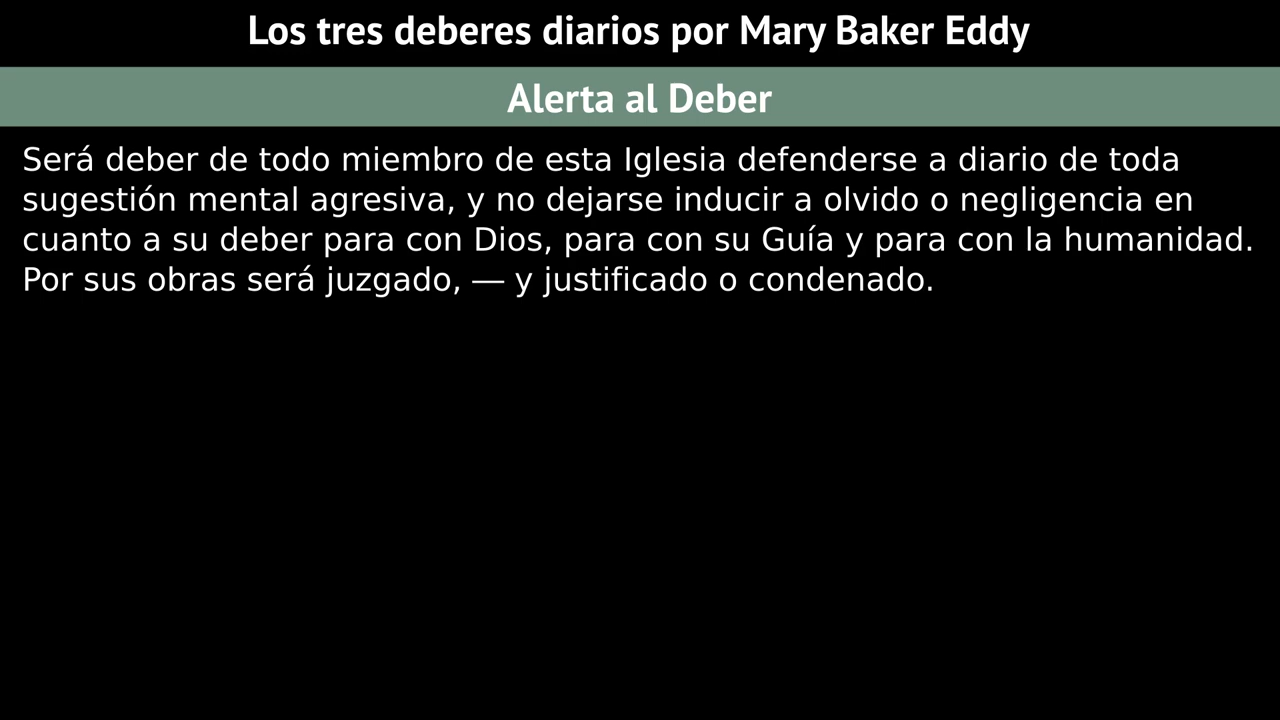 Los tres deberes diarios por Mary Baker Eddy
Alerta al Deber
Será deber de todo miembro de esta Iglesia defenderse a diario de toda
sugestión mental agresiva, y no dejarse inducir a olvido o negligencia en
cuanto a su deber para con Dios, para con su Guía y para con la humanidad.
Por sus obras será juzgado, — y justificado o condenado.